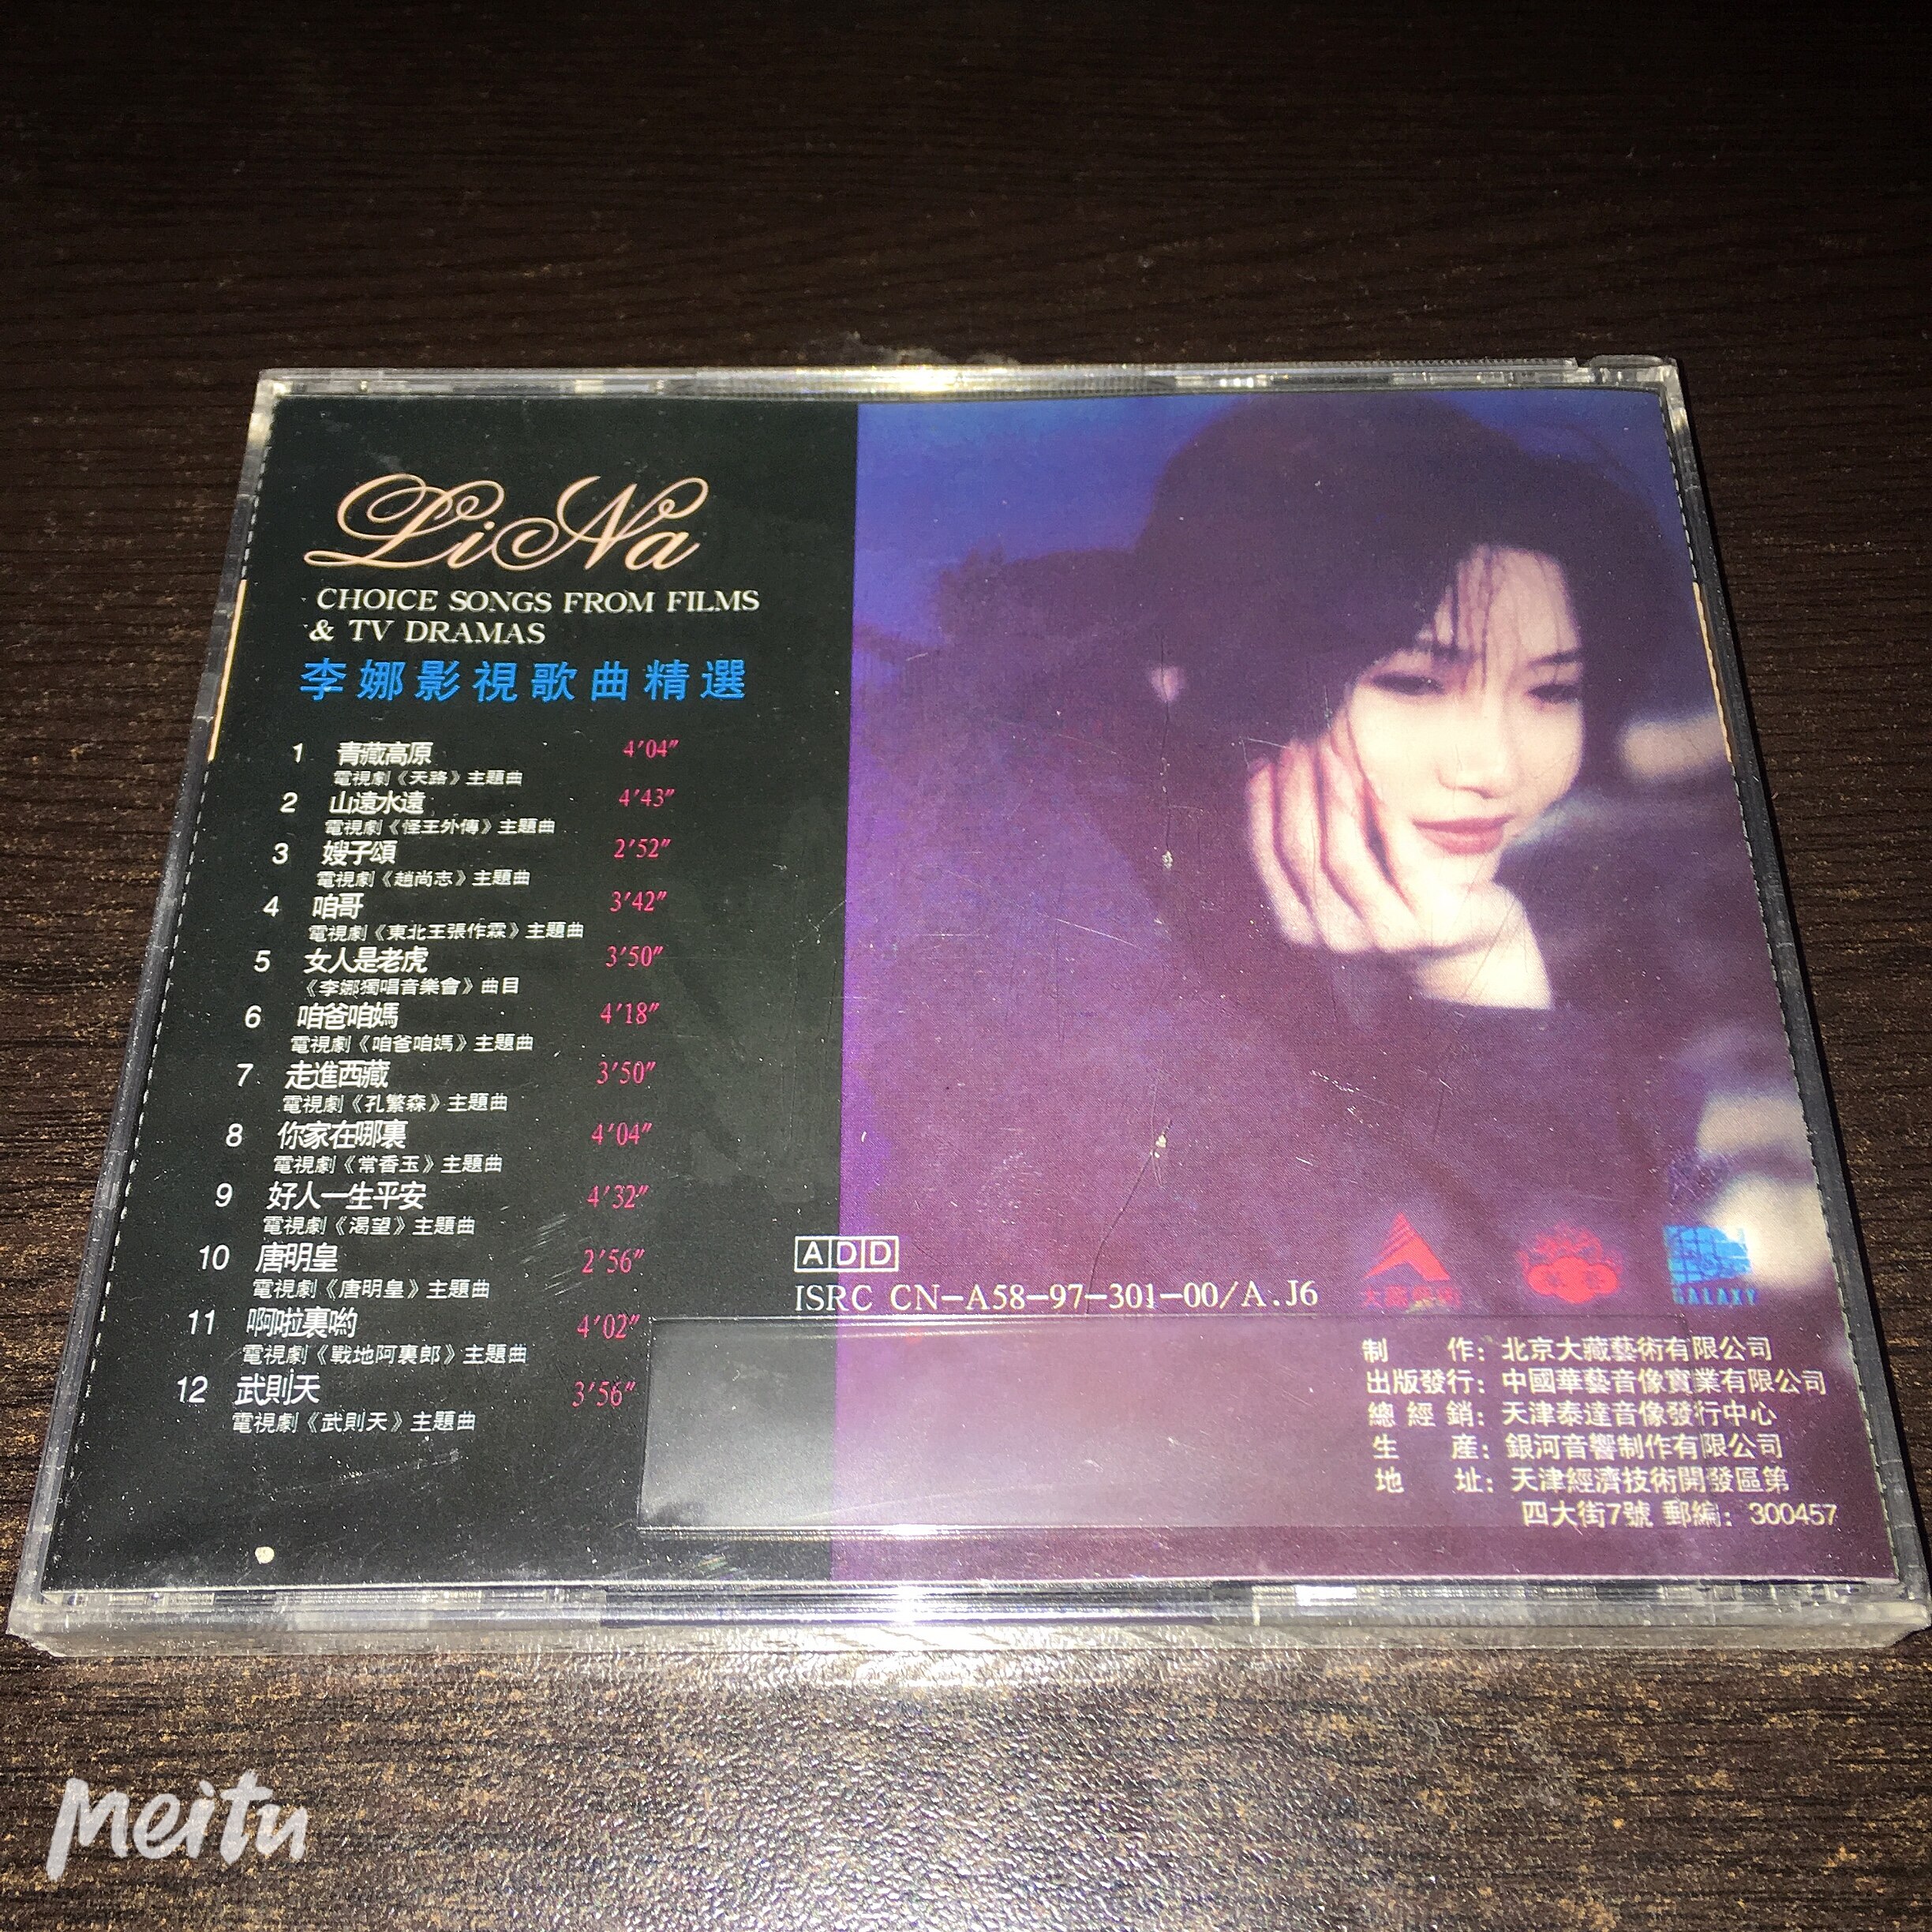 LiNa
CHOICE SONGS FROM FILMS
& TV DRAMAS
李娜影視歌曲精選
1 青藏高原 4′04″
電視劇《天路》主題曲
2 山遠水遠 4′43″
電視劇《怪王外傳》主題曲
3 嫂子頌 2′52″
電視劇《趙尚志》主題曲
4 咱哥 3′42″
電視劇《東北王張作霖》主題曲
5 女人是老虎 3′50″
《李娜獨唱音樂會》曲目
6 咱爸咱媽 4′18″
電視劇《咱爸咱媽》主題曲
7 走進西藏 3′50″
電視劇《孔繁森》主題曲
8 你家在哪裏 4′04″
電視劇《常香玉》主題曲
9 好人一生平安 4′32″
電視劇《渴望》主題曲
10 唐明皇 2′56″
電視劇《唐明皇》主題曲
11 啊啦裏喲 4′02″
電視劇《戰地阿裏郎》主題曲
12 武則天 3′56″
電視劇《武則天》主題曲
ADD
ISRC CN-A58-97-301-00/A.J6
GALAXY
制 作：北京大藏藝術有限公司
出版發行：中國華藝音像實業有限公司
總經銷：天津泰達音像發行中心
生 產：銀河音響制作有限公司
地 址：天津經濟技術開發區第
四大街7號 郵編：300457
meitu